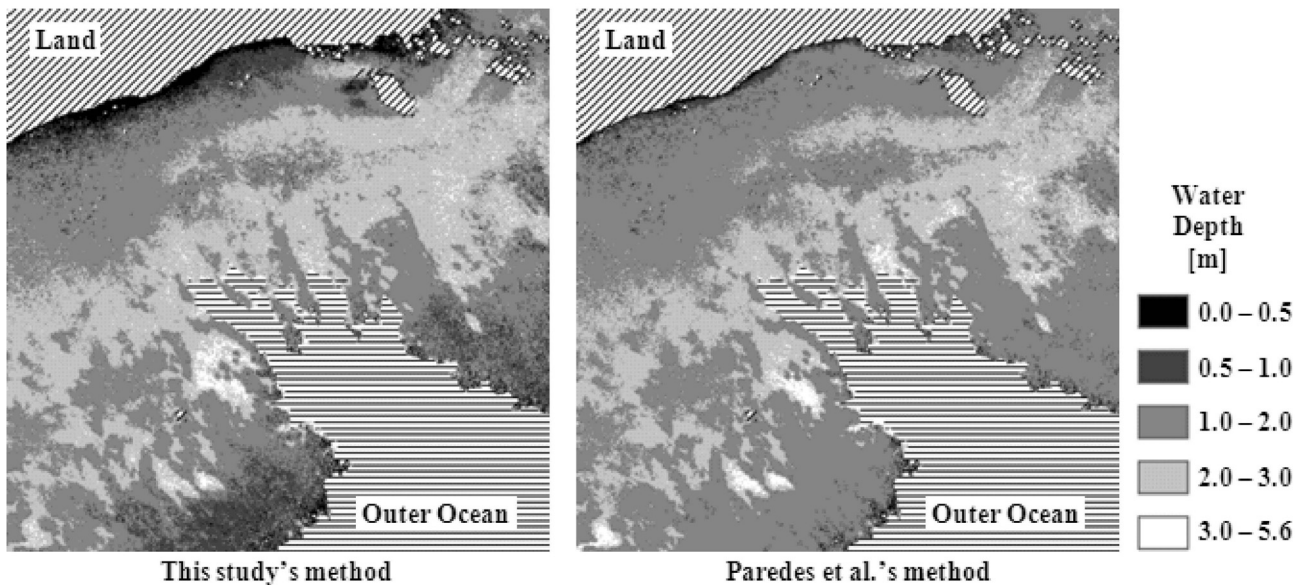 Land
Outer Ocean
This study's method
Land
Outer Ocean
Paredes et al.'s method
Water
Depth
[m]
0.0 – 0.5
0.5 – 1.0
1.0 – 2.0
2.0 – 3.0
3.0 – 5.6